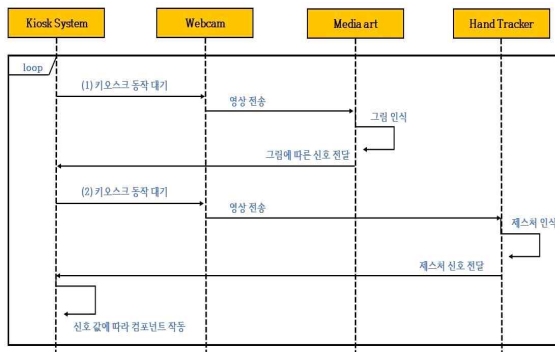 Kiosk System
Webcam
Media art
Hand Tracker
loop
(1) 키오스크 동작 대기
영상 전송
그림 인식
그림에 따른 신호 전달
(2) 키오스크 동작 대기
영상 전송
제스처 인식
제스처 신호 전달
신호 값에 따라 컴포넌트 작동